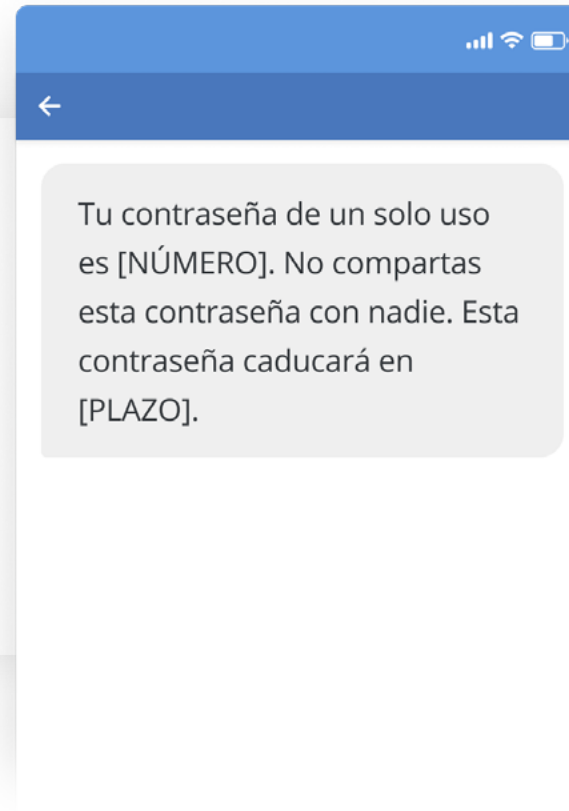 Tu contraseña de un solo uso
es [NÚMERO]. No compartas
esta contraseña con nadie. Esta
contraseña caducará en
[PLAZO].